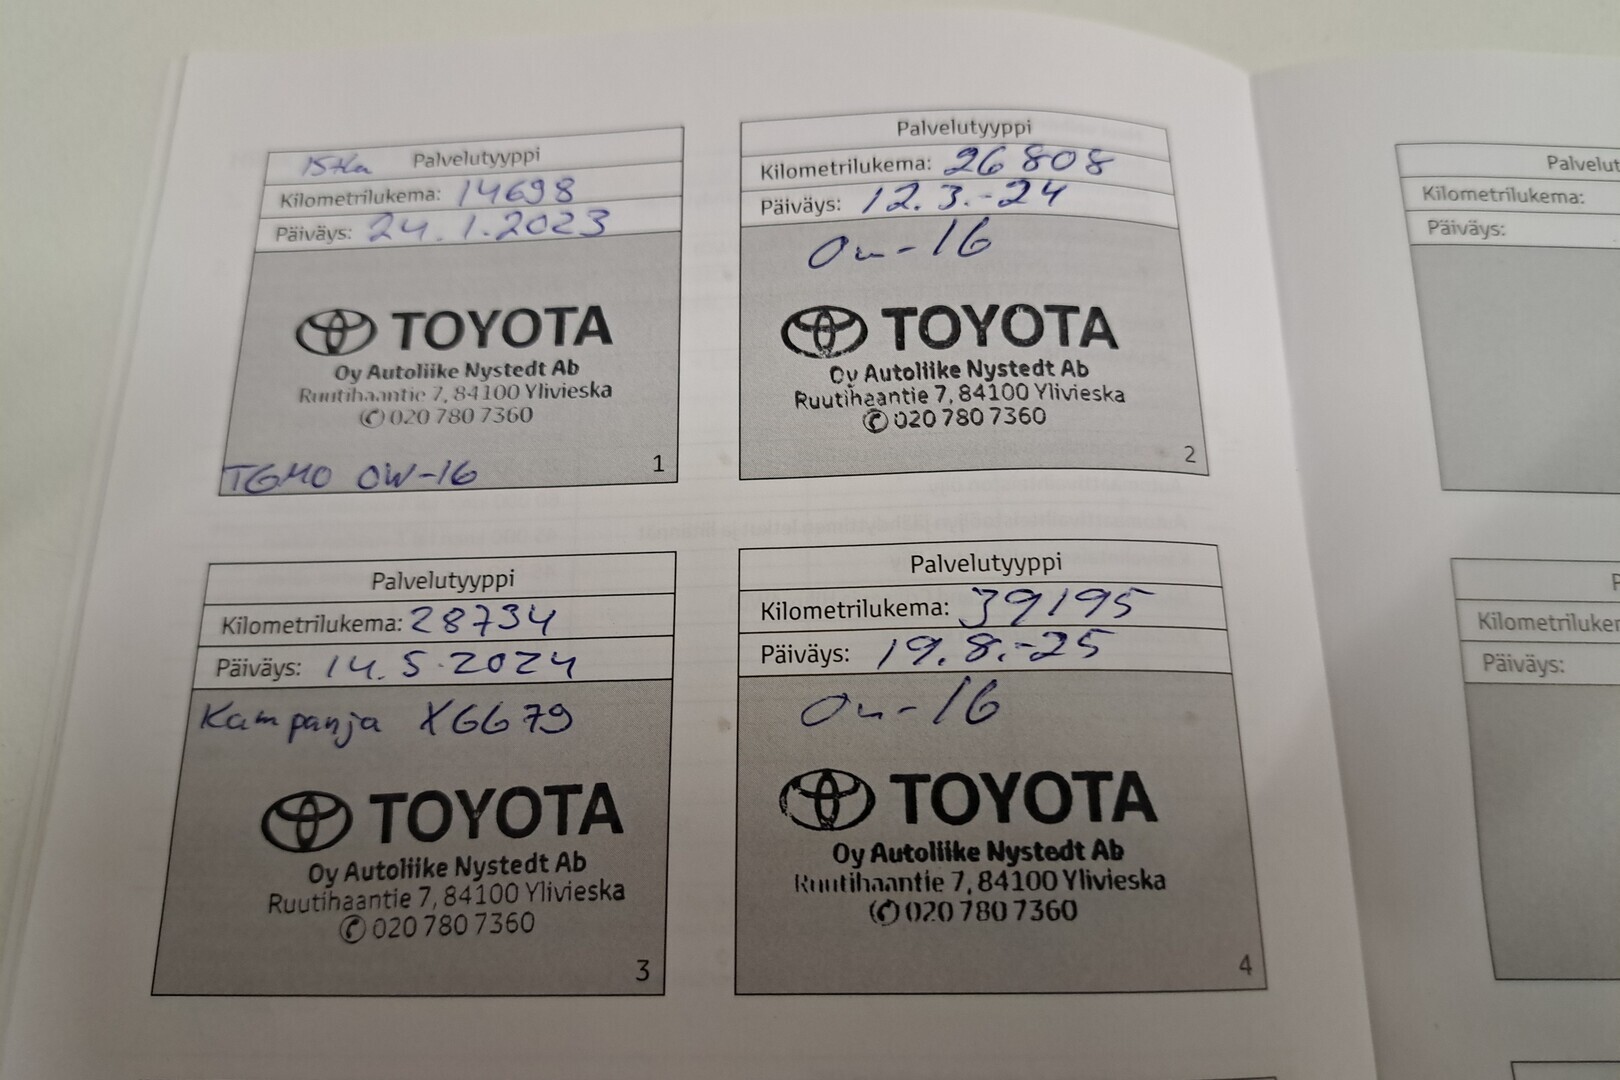 15tkm Palvelutyyppi
Kilometrilukema: 14698
Päiväys: 24.1.2023
TOYOTA
Oy Autoliike Nystedt Ab
Ruutihaantie 7, 84100 Ylivieska
✆ 020 780 7360
TGMO OW-16
1
Palvelutyyppi
Kilometrilukema: 26 808
Päiväys: 12.3.-24
Ow-16
TOYOTA
Oy Autoliike Nystedt Ab
Ruutihaantie 7, 84100 Ylivieska
✆ 020 780 7360
2
Palvelutyyppi
Kilometrilukema: 28734
Päiväys: 14.5.2024
Kampanja XGG79
TOYOTA
Oy Autoliike Nystedt Ab
Ruutihaantie 7, 84100 Ylivieska
✆ 020 780 7360
3
Palvelutyyppi
Kilometrilukema: 39195
Päiväys: 19.8.-25
Ow-16
TOYOTA
Oy Autoliike Nystedt Ab
Ruutihaantie 7, 84100 Ylivieska
✆ 020 780 7360
4
Palvelut
Kilometrilukema:
Päiväys:
P
Kilometriluker
Päiväys: